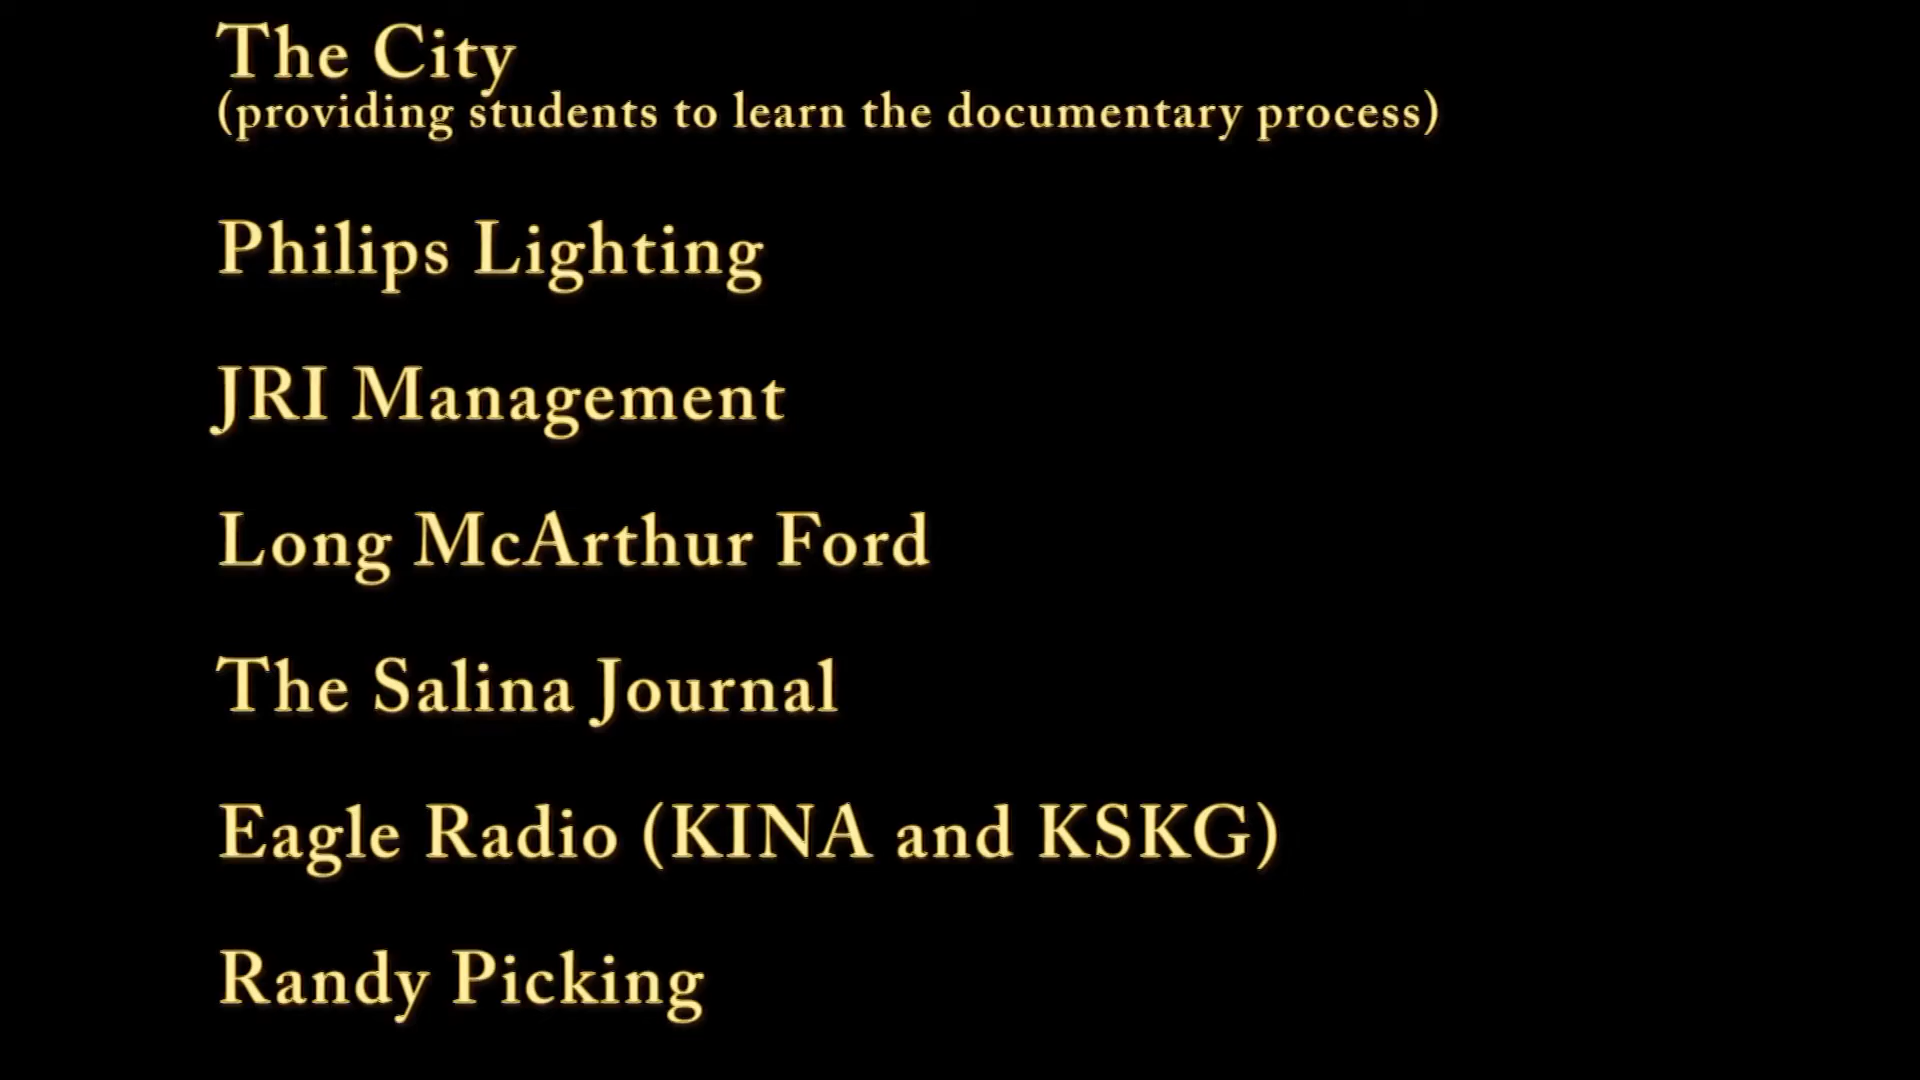 The City
(providing students to learn the documentary process)
Philips Lighting
JRI Management
Long McArthur Ford
The Salina Journal
Eagle Radio (KINA and KSKG)
Randy Picking